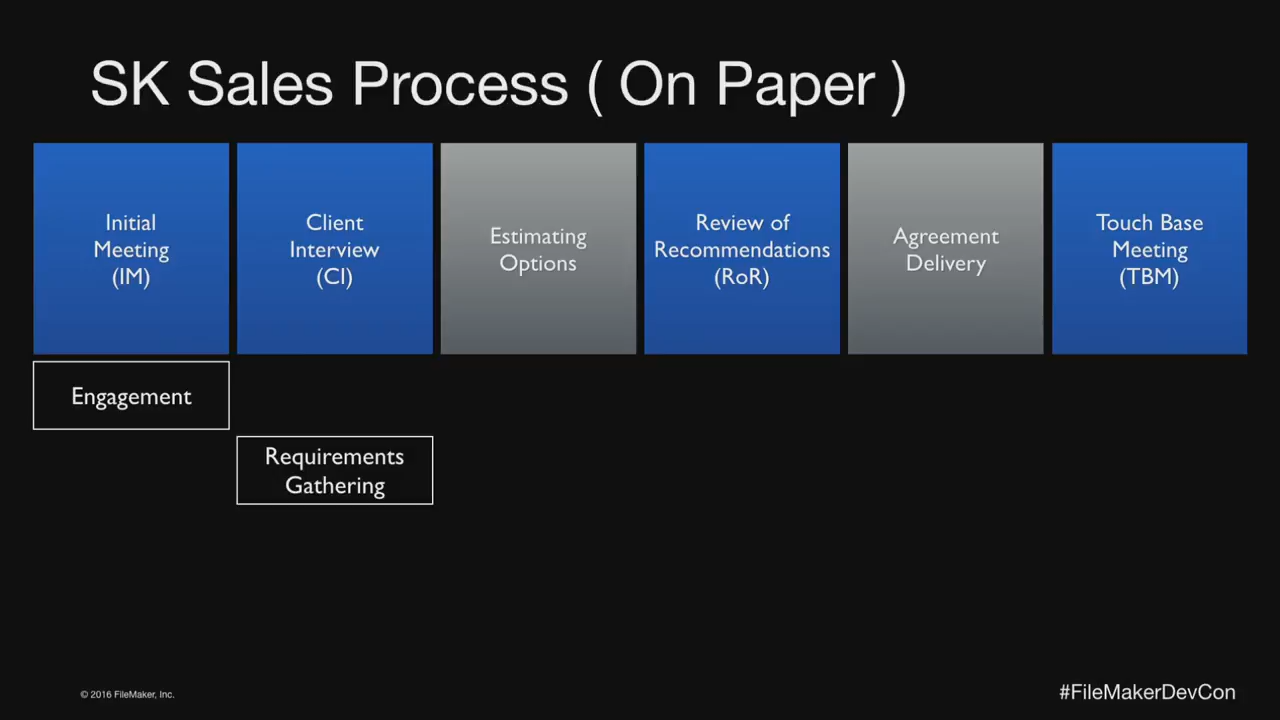 SK Sales Process ( On Paper )
Initial
Meeting
(IM)
Client
Interview
(CI)
Estimating
Options
Review of
Recommendations
(RoR)
Agreement
Delivery
Touch Base
Meeting
(TBM)
Engagement
Requirements
Gathering
© 2016 FileMaker, Inc.
#FileMakerDevCon